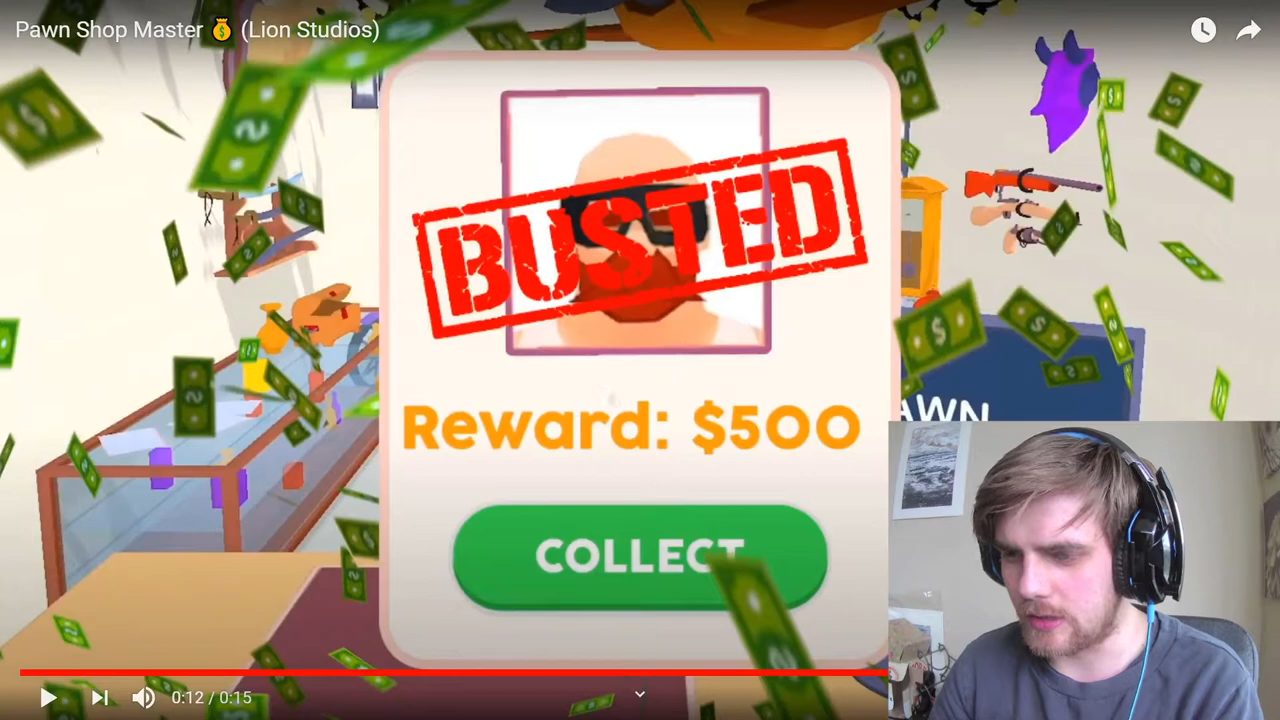 Pawn Shop Master 💰 (Lion Studios)
BUSTED
Reward: $500
COLLECT
0:12 / 0:15